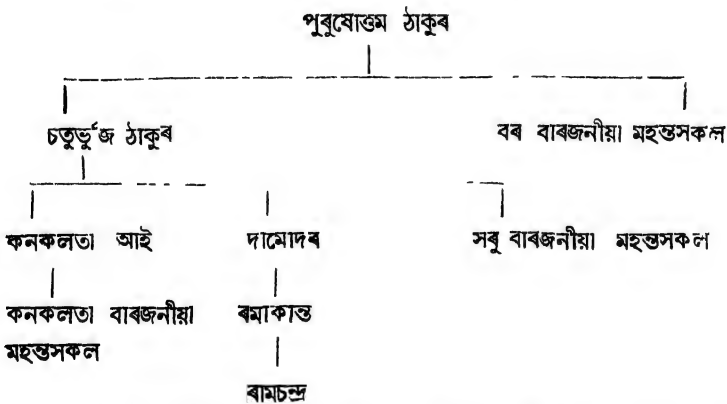 পুৰুষোত্তম ঠাকুৰ
চতুৰ্ভুজ ঠাকুৰ
বৰ বাৰজনীয়া মহন্তসকল
কনকলতা আই
দামোদৰ
সৰু বাৰজনীয়া মহন্তসকল
কনকলতা বাৰজনীয়া
মহন্তসকল
ৰমাকান্ত
ৰামচন্দ্ৰ